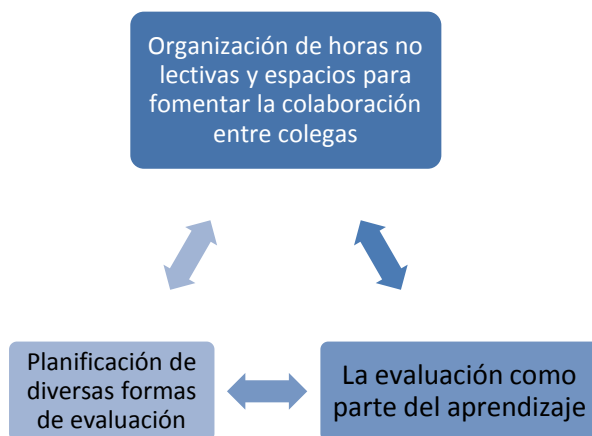 Organización de horas no
lectivas y espacios para
fomentar la colaboración
entre colegas
Planificación de
diversas formas
de evaluación
La evaluación como
parte del aprendizaje